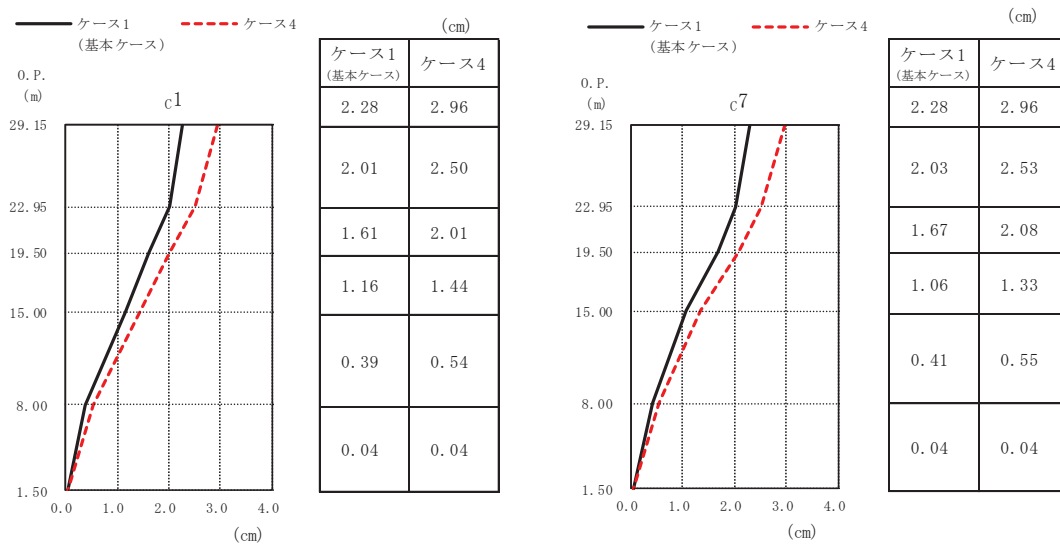 ケース1
(基本ケース)
ケース4
(cm)
O.P.
(m)
C1
29.15
22.95
19.50
15.00
8.00
1.50
0.0 1.0 2.0 3.0 4.0
(cm)
ケース1
(基本ケース)
ケース4
2.28 2.96
2.01 2.50
1.61 2.01
1.16 1.44
0.39 0.54
0.04 0.04
ケース1
(基本ケース)
ケース4
(cm)
O.P.
(m)
C7
29.15
22.95
19.50
15.00
8.00
1.50
0.0 1.0 2.0 3.0 4.0
(cm)
ケース1
(基本ケース)
ケース4
2.28 2.96
2.03 2.53
1.67 2.08
1.06 1.33
0.41 0.55
0.04 0.04